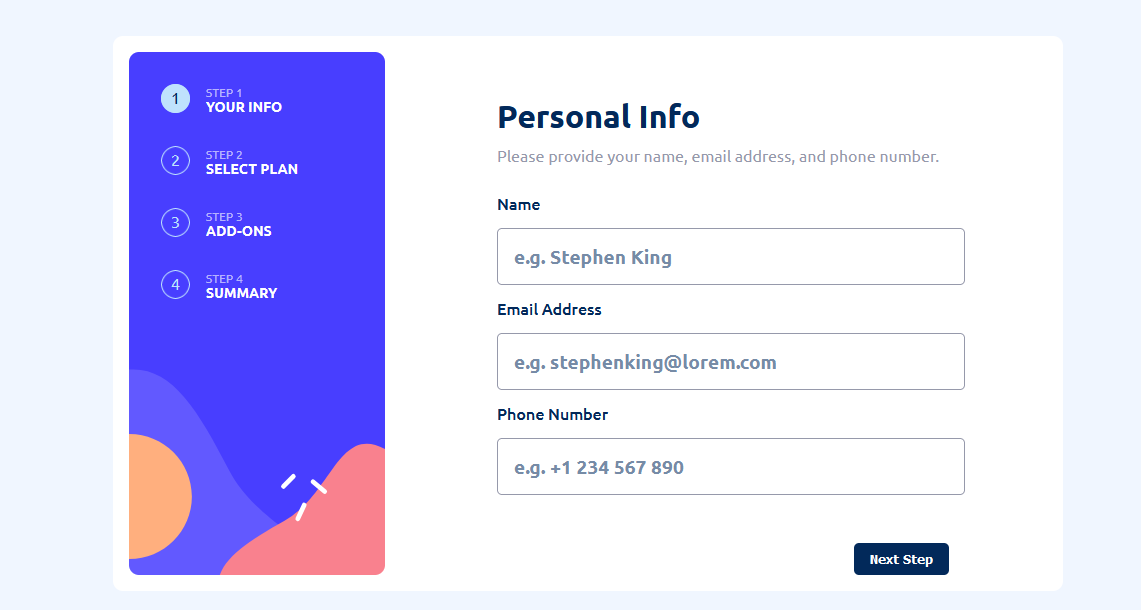 1
STEP 1
YOUR INFO
2
STEP 2
SELECT PLAN
3
STEP 3
ADD-ONS
4
STEP 4
SUMMARY
Personal Info
Please provide your name, email address, and phone number.
Name
e.g. Stephen King
Email Address
e.g. stephenking@lorem.com
Phone Number
e.g. +1 234 567 890
Next Step